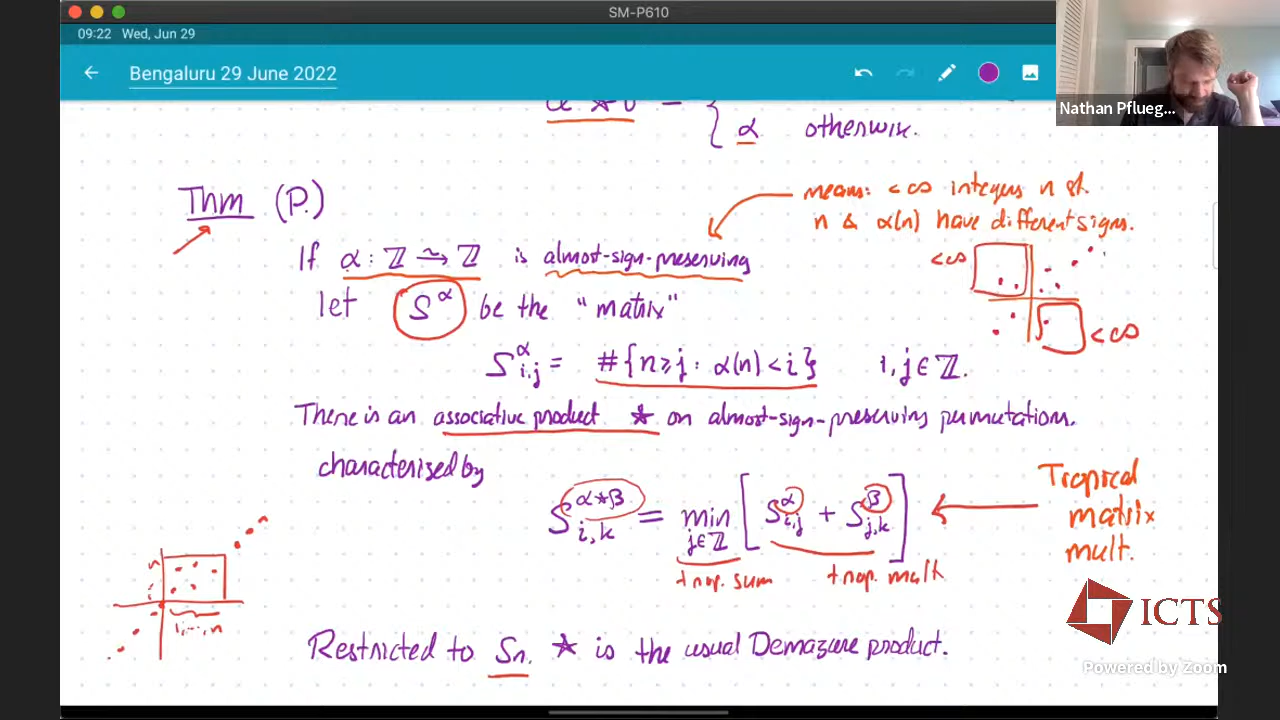 SM-P610
09:22 Wed, Jun 29
Bengaluru 29 June 2022
Nathan Pflueg...
α ★ σ = {
α otherwise.
Thm (P.)
means: <∞ integers n st.
n & α(n) have different signs.
If α : ℤ ≃→ ℤ is almost-sign-preserving
<∞
let S^α be the "matrix"
<∞
S^α_{i,j} = #{n≥j : α(n)<i} i,j∈ℤ.
There is an associative product ★ on almost-sign-preserving permutations.
characterised by
S^{α★β}_{i,k} = min_{j∈ℤ} [S^α_{i,j} + S^β_{j,k}]
Tropical
matrix
mult.
trop. sum trop. mult
n
1,...,n
ICTS
Restricted to Sn. ★ is the usual Demazure product.
Powered by Zoom